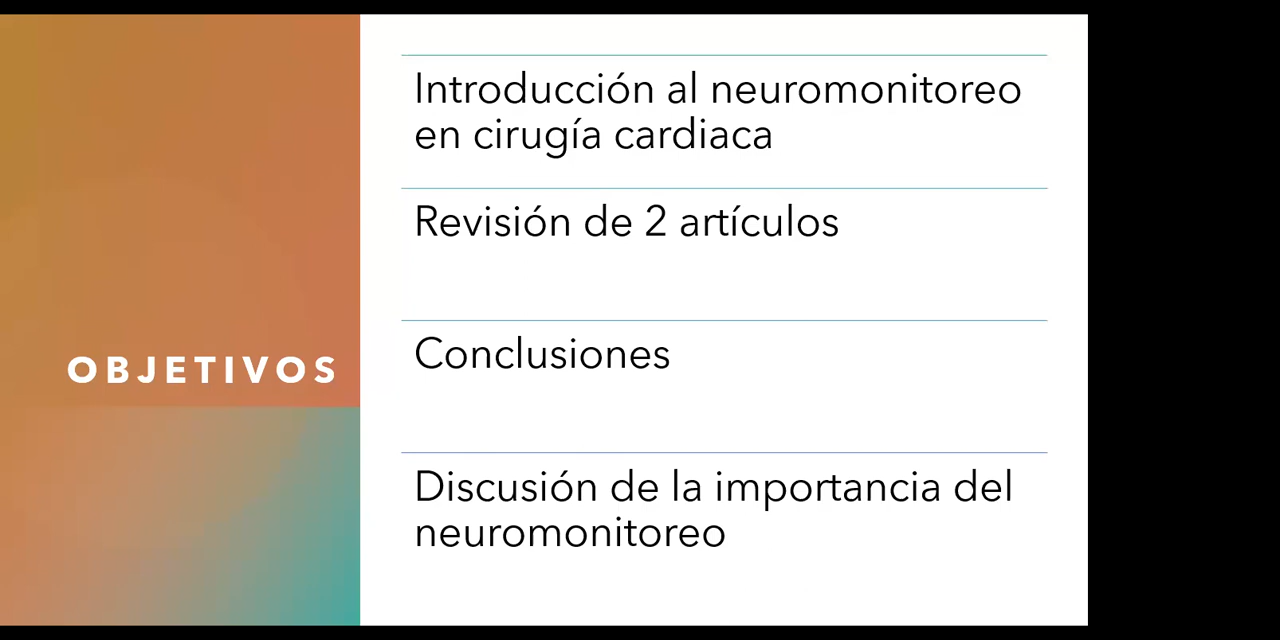 OBJETIVOS
Introducción al neuromonitoreo
en cirugía cardiaca
Revisión de 2 artículos
Conclusiones
Discusión de la importancia del
neuromonitoreo